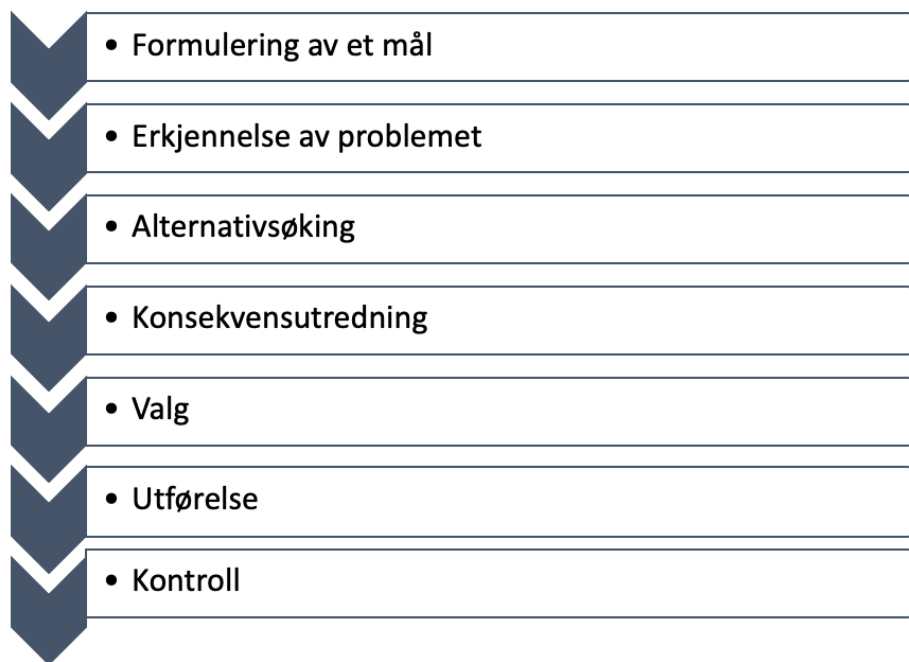 • Formulering av et mål
• Erkjennelse av problemet
• Alternativsøking
• Konsekvensutredning
• Valg
• Utførelse
• Kontroll